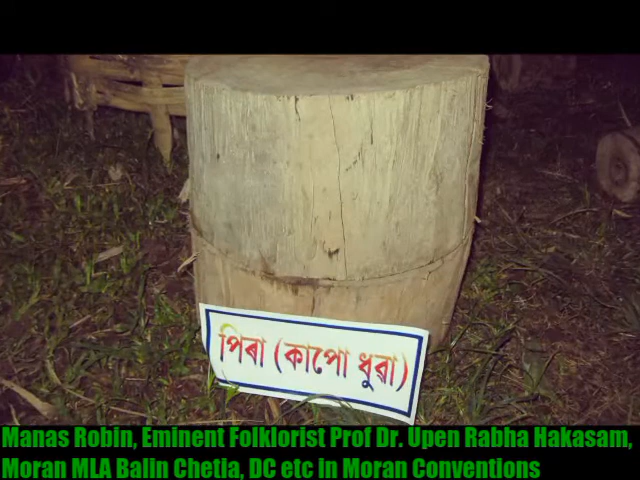 পিৰা (কাপো ধুৱা)
Manas Robin, Eminent Folklorist Prof Dr. Upen Rabha Hakasam,
Moran MLA Balin Chetia, DC etc in Moran Conventions